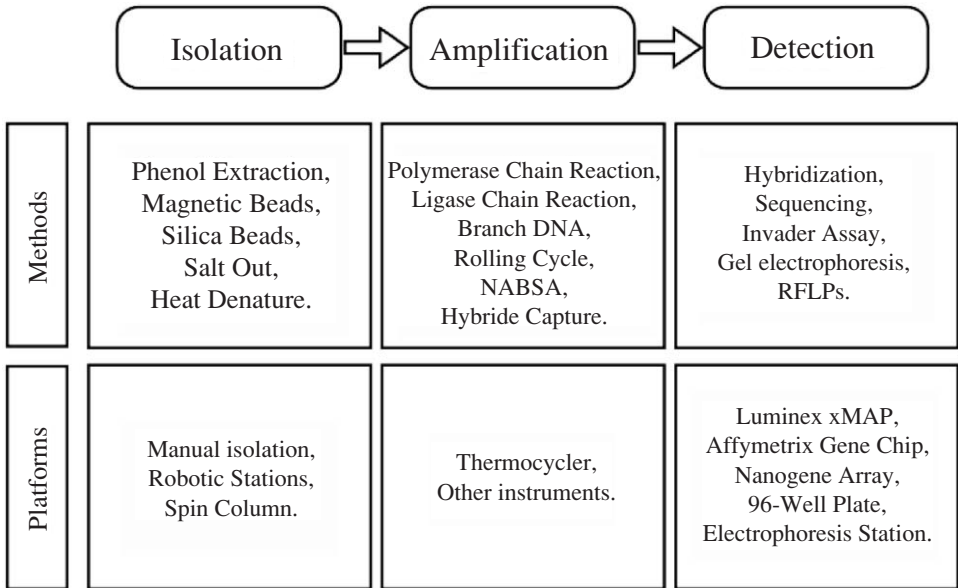 Isolation
Amplification
Detection
Methods
Phenol Extraction,
Magnetic Beads,
Silica Beads,
Salt Out,
Heat Denature.
Polymerase Chain Reaction,
Ligase Chain Reaction,
Branch DNA,
Rolling Cycle,
NABSA,
Hybride Capture.
Hybridization,
Sequencing,
Invader Assay,
Gel electrophoresis,
RFLPs.
Platforms
Manual isolation,
Robotic Stations,
Spin Column.
Thermocycler,
Other instruments.
Luminex xMAP,
Affymetrix Gene Chip,
Nanogene Array,
96-Well Plate,
Electrophoresis Station.